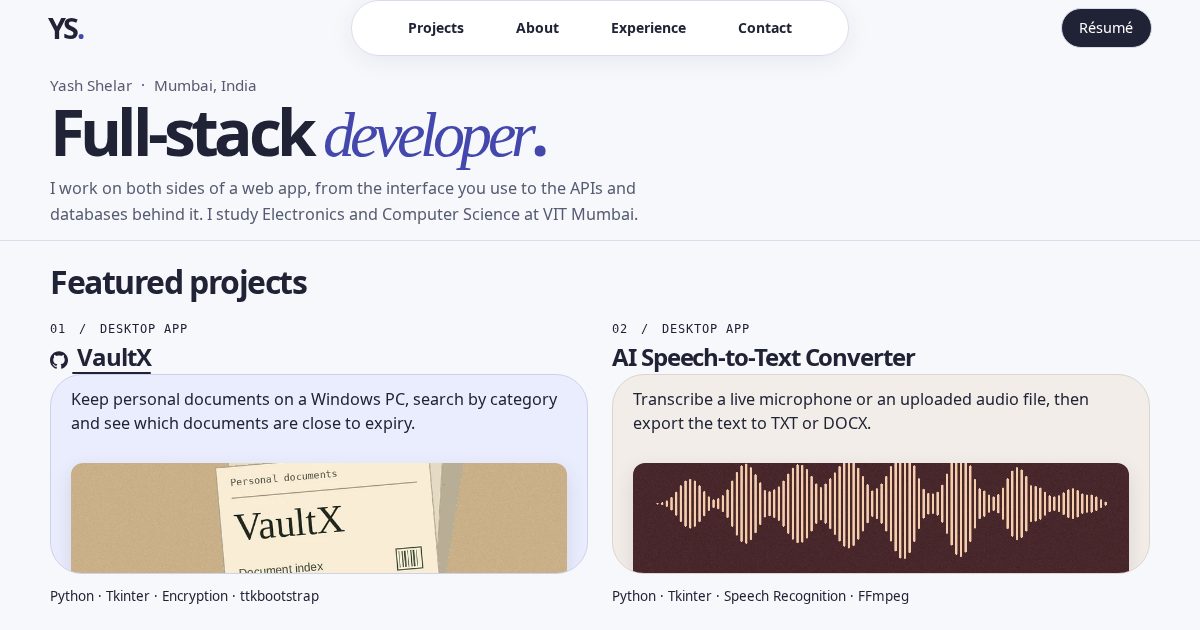 YS.
Projects About Experience Contact
Résumé
Yash Shelar · Mumbai, India
Full-stack developer.
I work on both sides of a web app, from the interface you use to the APIs and
databases behind it. I study Electronics and Computer Science at VIT Mumbai.
Featured projects
01 / DESKTOP APP
VaultX
Keep personal documents on a Windows PC, search by category
and see which documents are close to expiry.
Personal documents
VaultX
Document index
Python · Tkinter · Encryption · ttkbootstrap
02 / DESKTOP APP
AI Speech-to-Text Converter
Transcribe a live microphone or an uploaded audio file, then
export the text to TXT or DOCX.
Python · Tkinter · Speech Recognition · FFmpeg